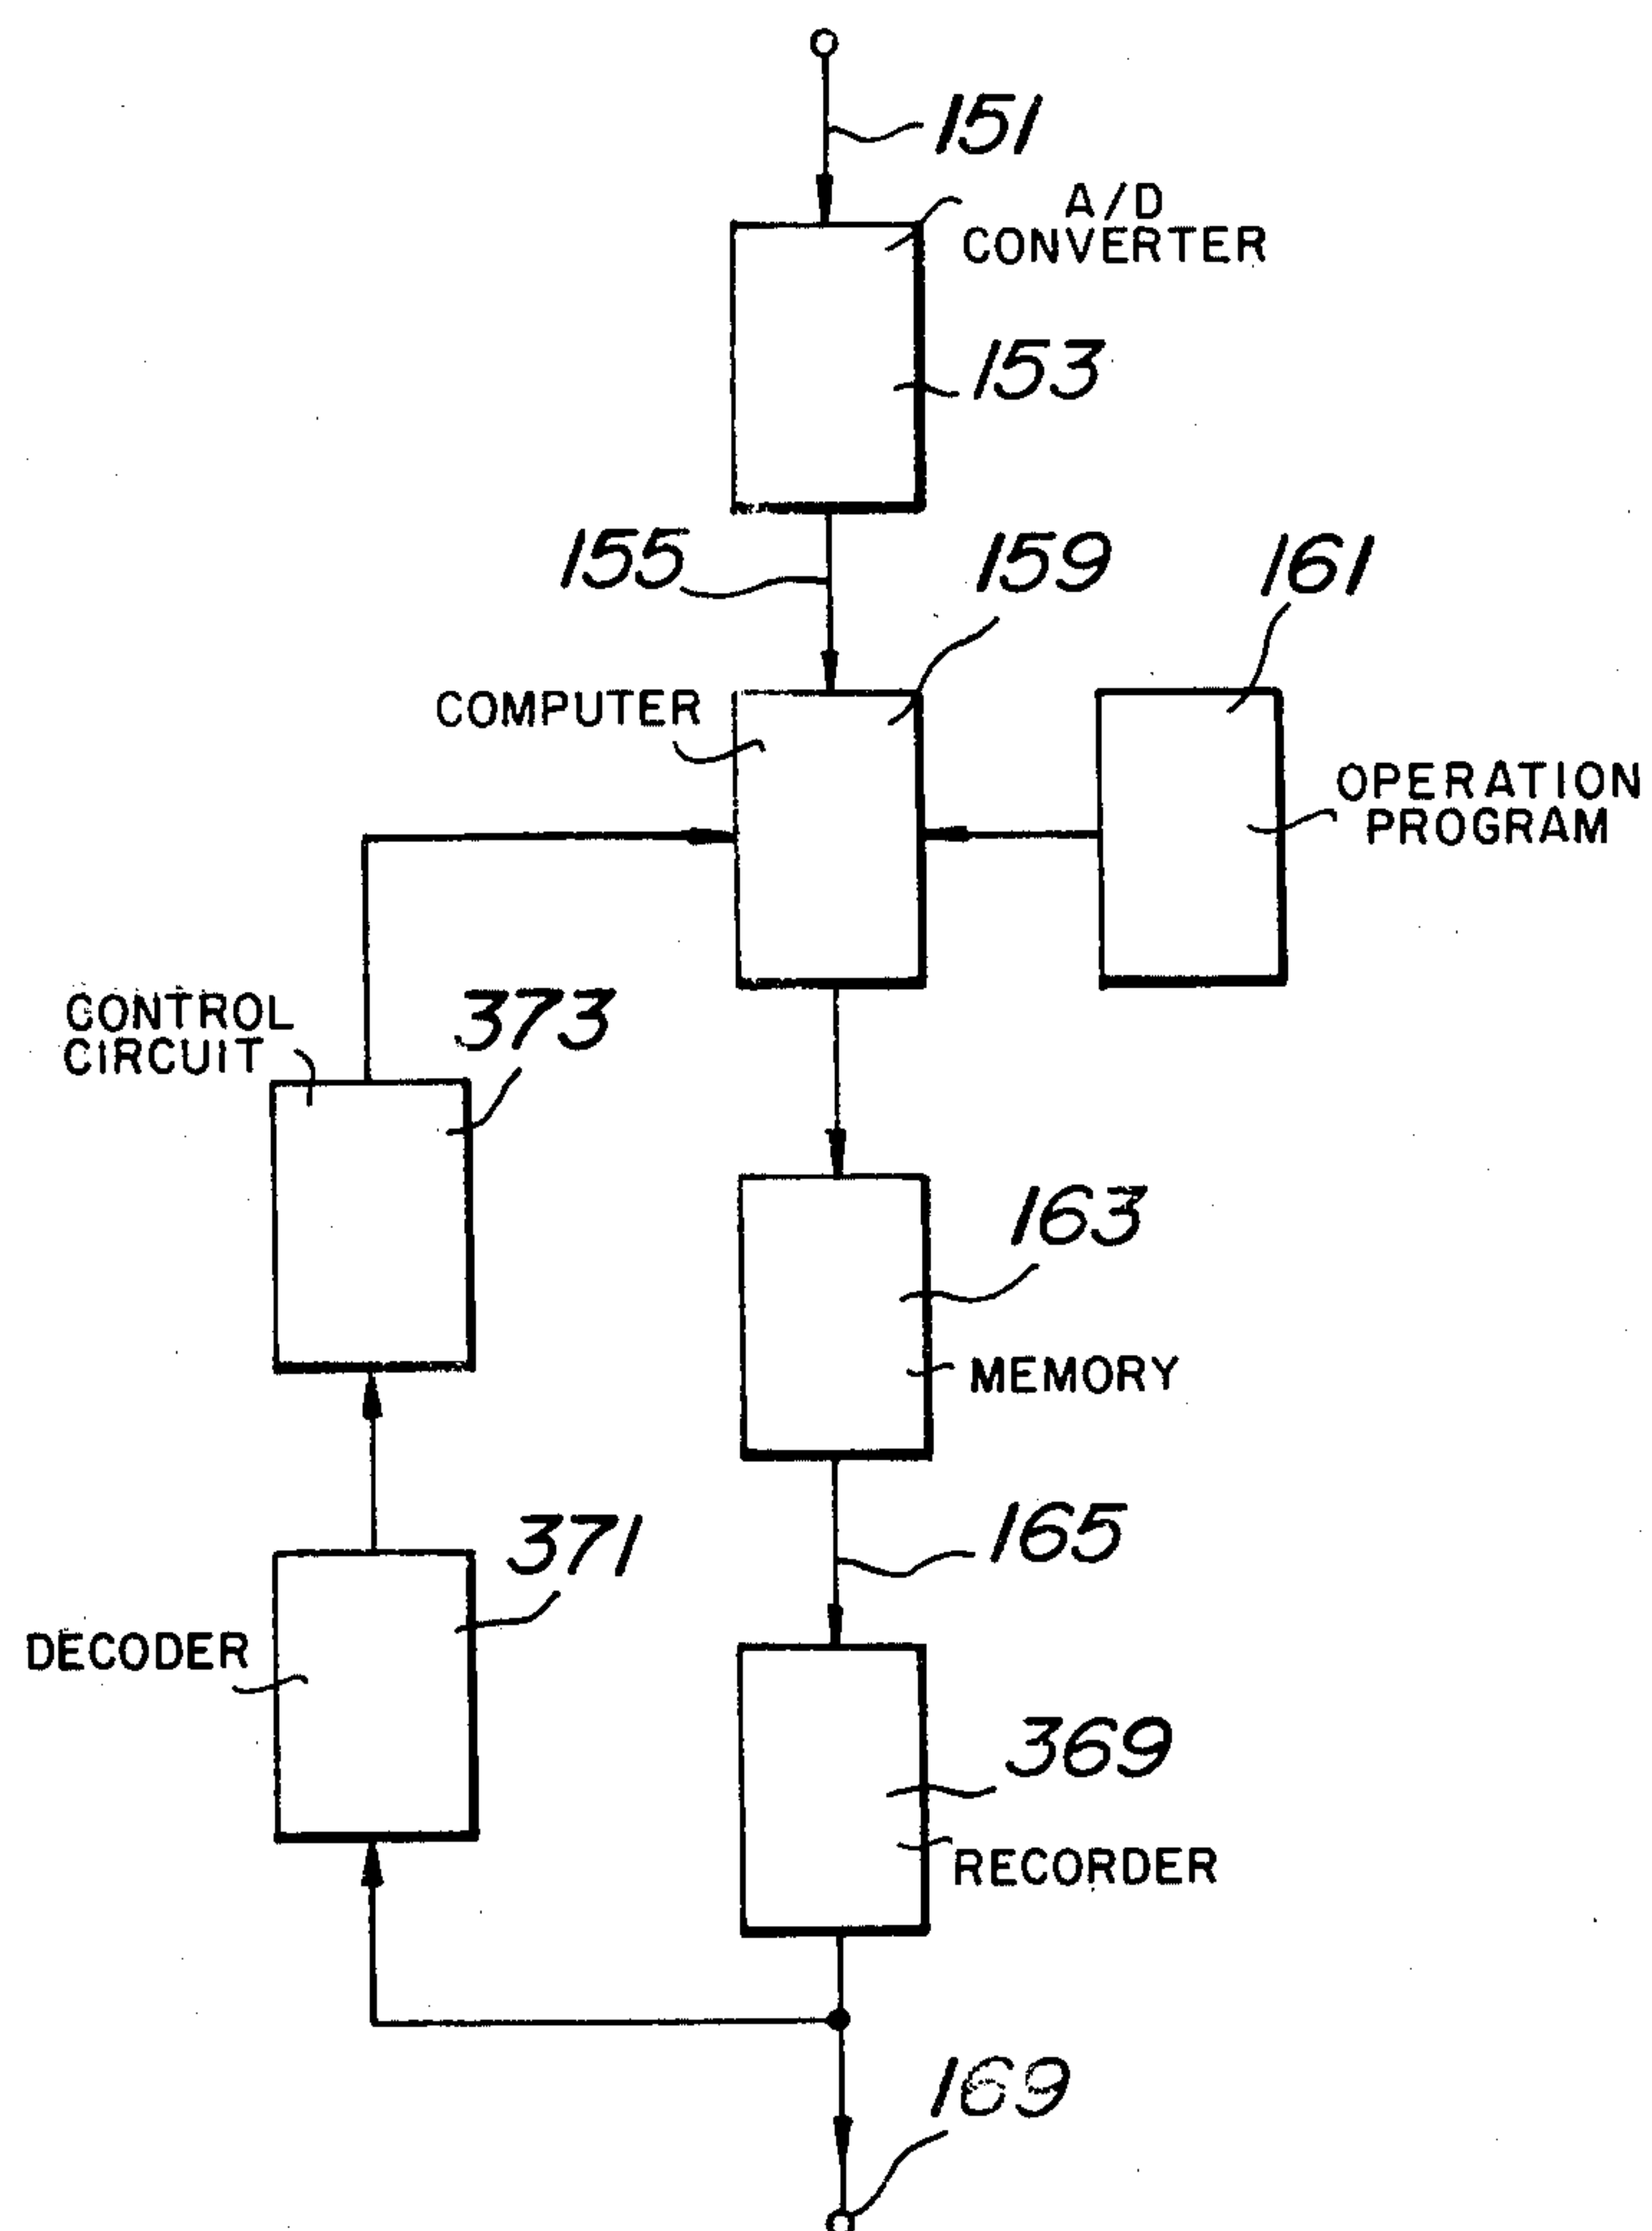 151
A/D
CONVERTER
153
155
159
161
COMPUTER
OPERATION
PROGRAM
CONTROL
CIRCUIT
373
163
MEMORY
165
371
DECODER
369
RECORDER
169